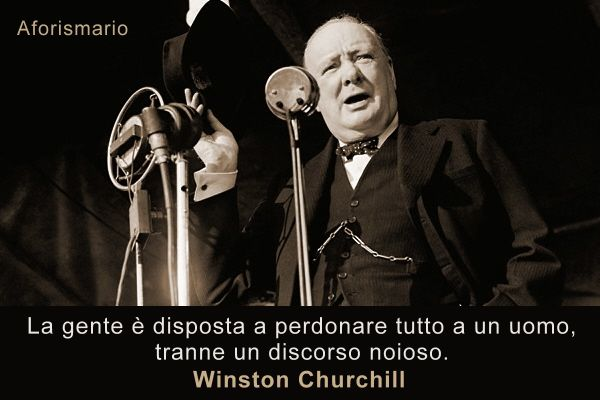 Aforismario
La gente è disposta a perdonare tutto a un uomo,
tranne un discorso noioso.
Winston Churchill